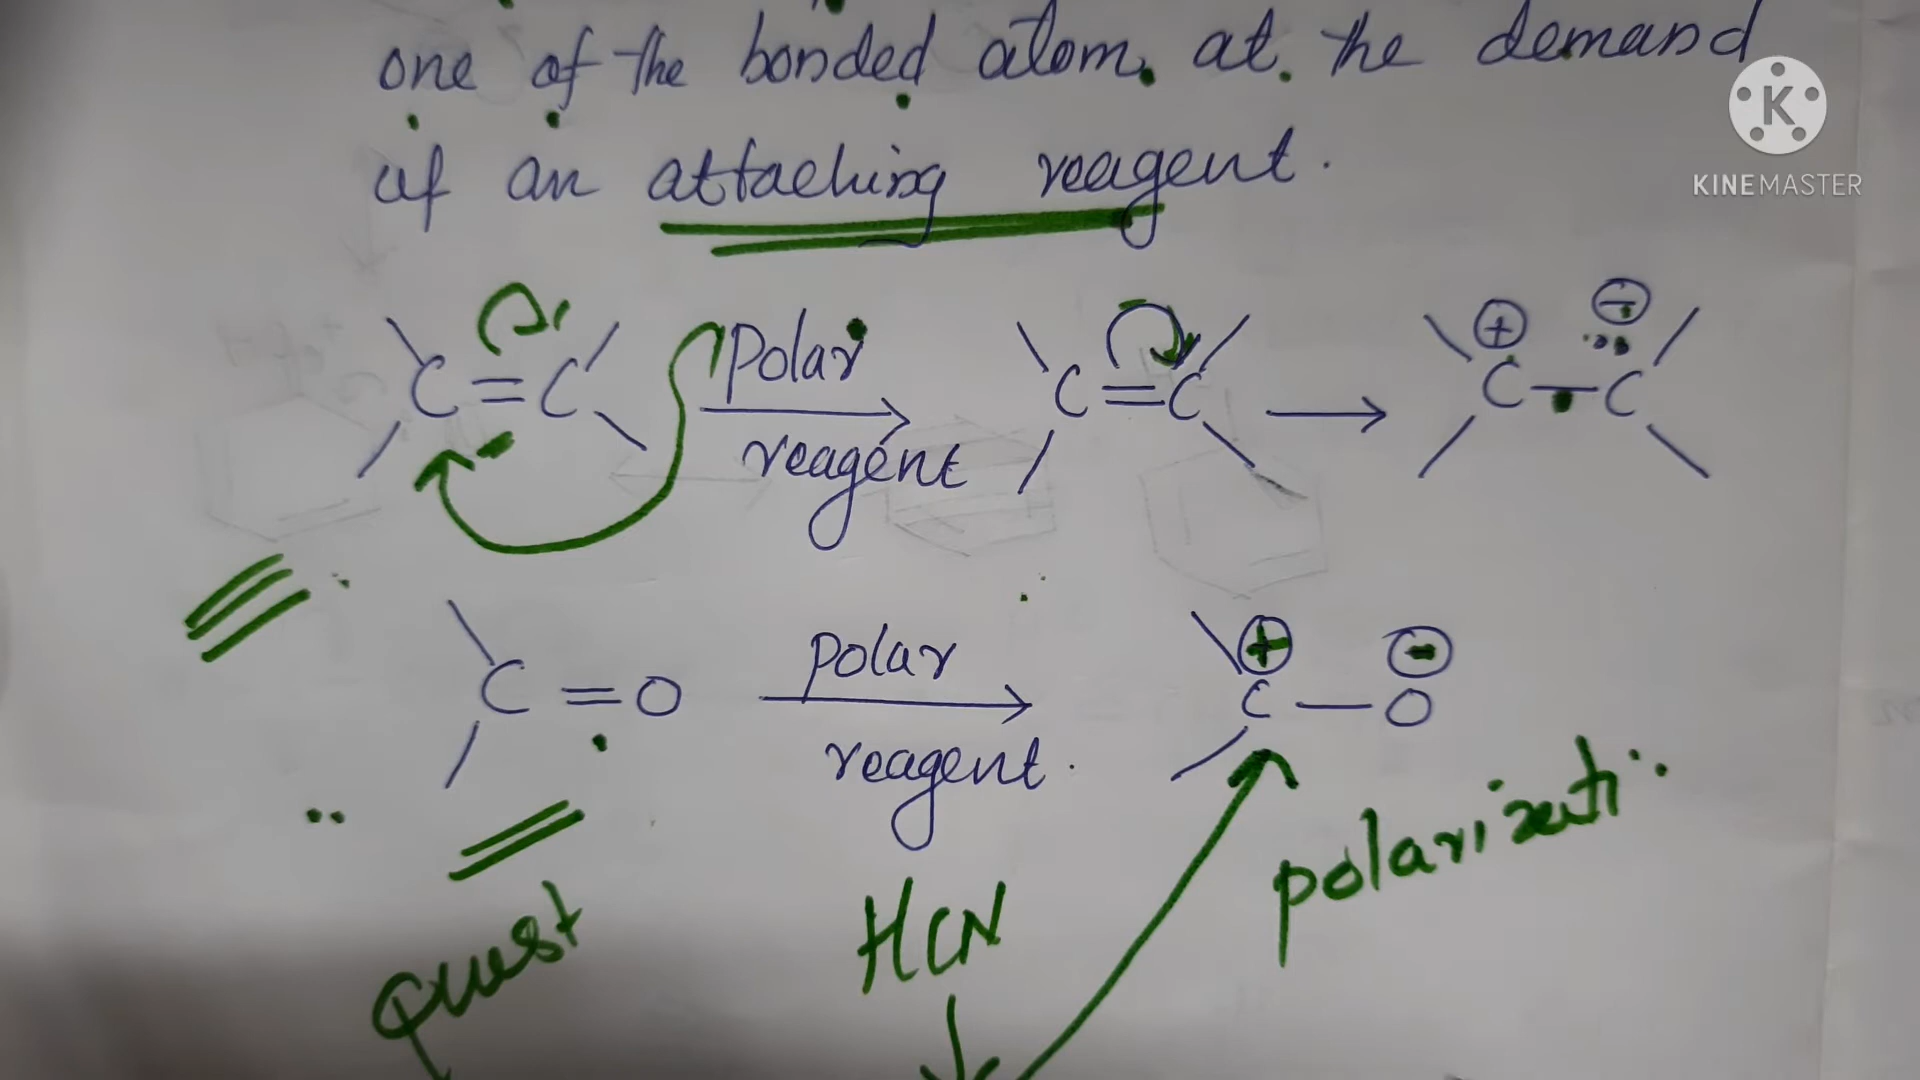 one of the bonded atom. at the demand
of an attaching reagent.
K
KINEMASTER
C=C Polar reagent C=C ⊕ C-C ⊖
C=O polar reagent. ⊕ C-O ⊖
polarizati
HCN
quest